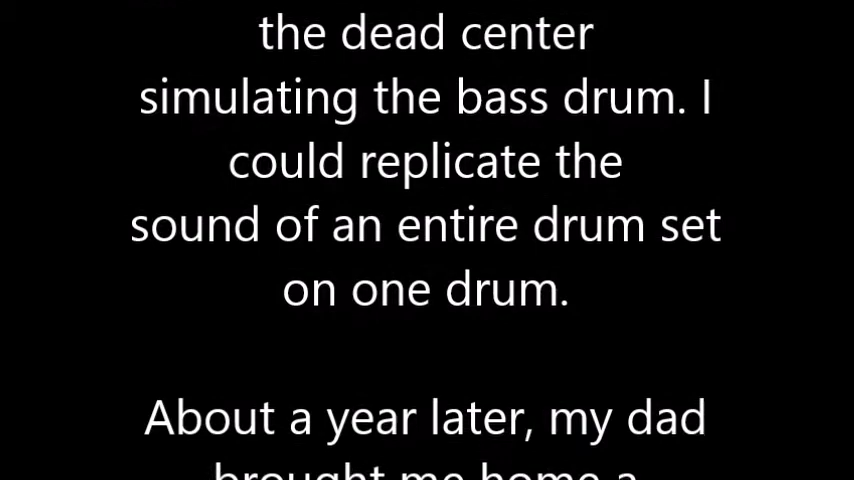 the dead center
simulating the bass drum. I
could replicate the
sound of an entire drum set
on one drum.
About a year later, my dad
brought me home a